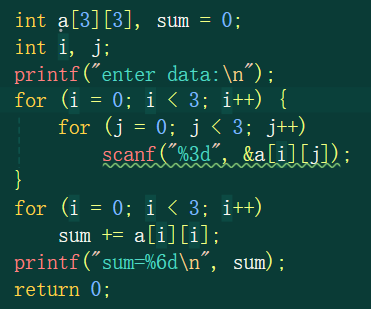 int a[3][3], sum = 0;
int i, j;
printf("enter data:\n");
for (i = 0; i < 3; i++) {
    for (j = 0; j < 3; j++)
        scanf("%3d", &a[i][j]);
}
for (i = 0; i < 3; i++)
    sum += a[i][i];
printf("sum=%6d\n", sum);
return 0;